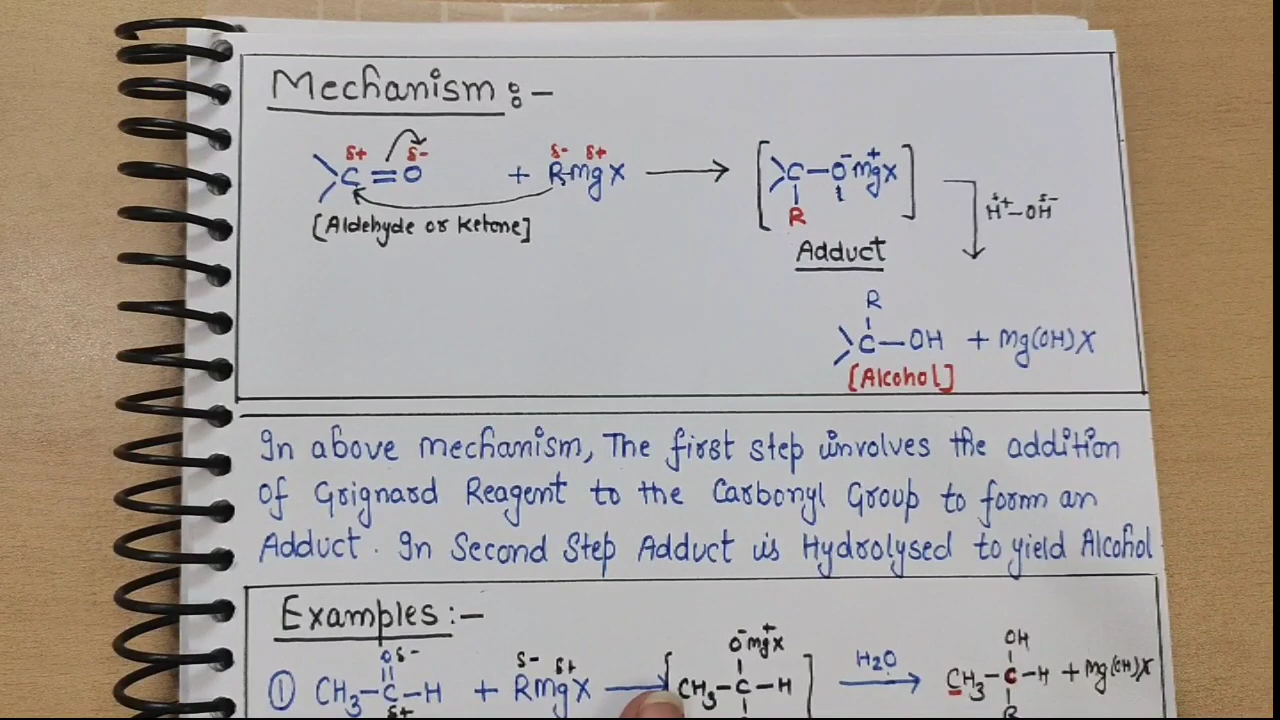 Mechanism :-
δ+ δ- δ- δ+
C=O + RMgX ⟶ [C—O⁻ Mg⁺X]
R
[Aldehyde or Ketone]
H⁺—OH⁻
Adduct
R
C—OH + Mg(OH)X
[Alcohol]
In above mechanism, The first step involves the addition
of Grignard Reagent to the Carbonyl Group to form an
Adduct. In Second Step Adduct is Hydrolysed to yield Alcohol
Examples :-
O δ- δ- δ+ O⁻Mg⁺X OH
① CH3—C—H + RMgX ⟶ [CH3—C—H] H2O ⟶ CH3—C—H + Mg(OH)X
δ+ R